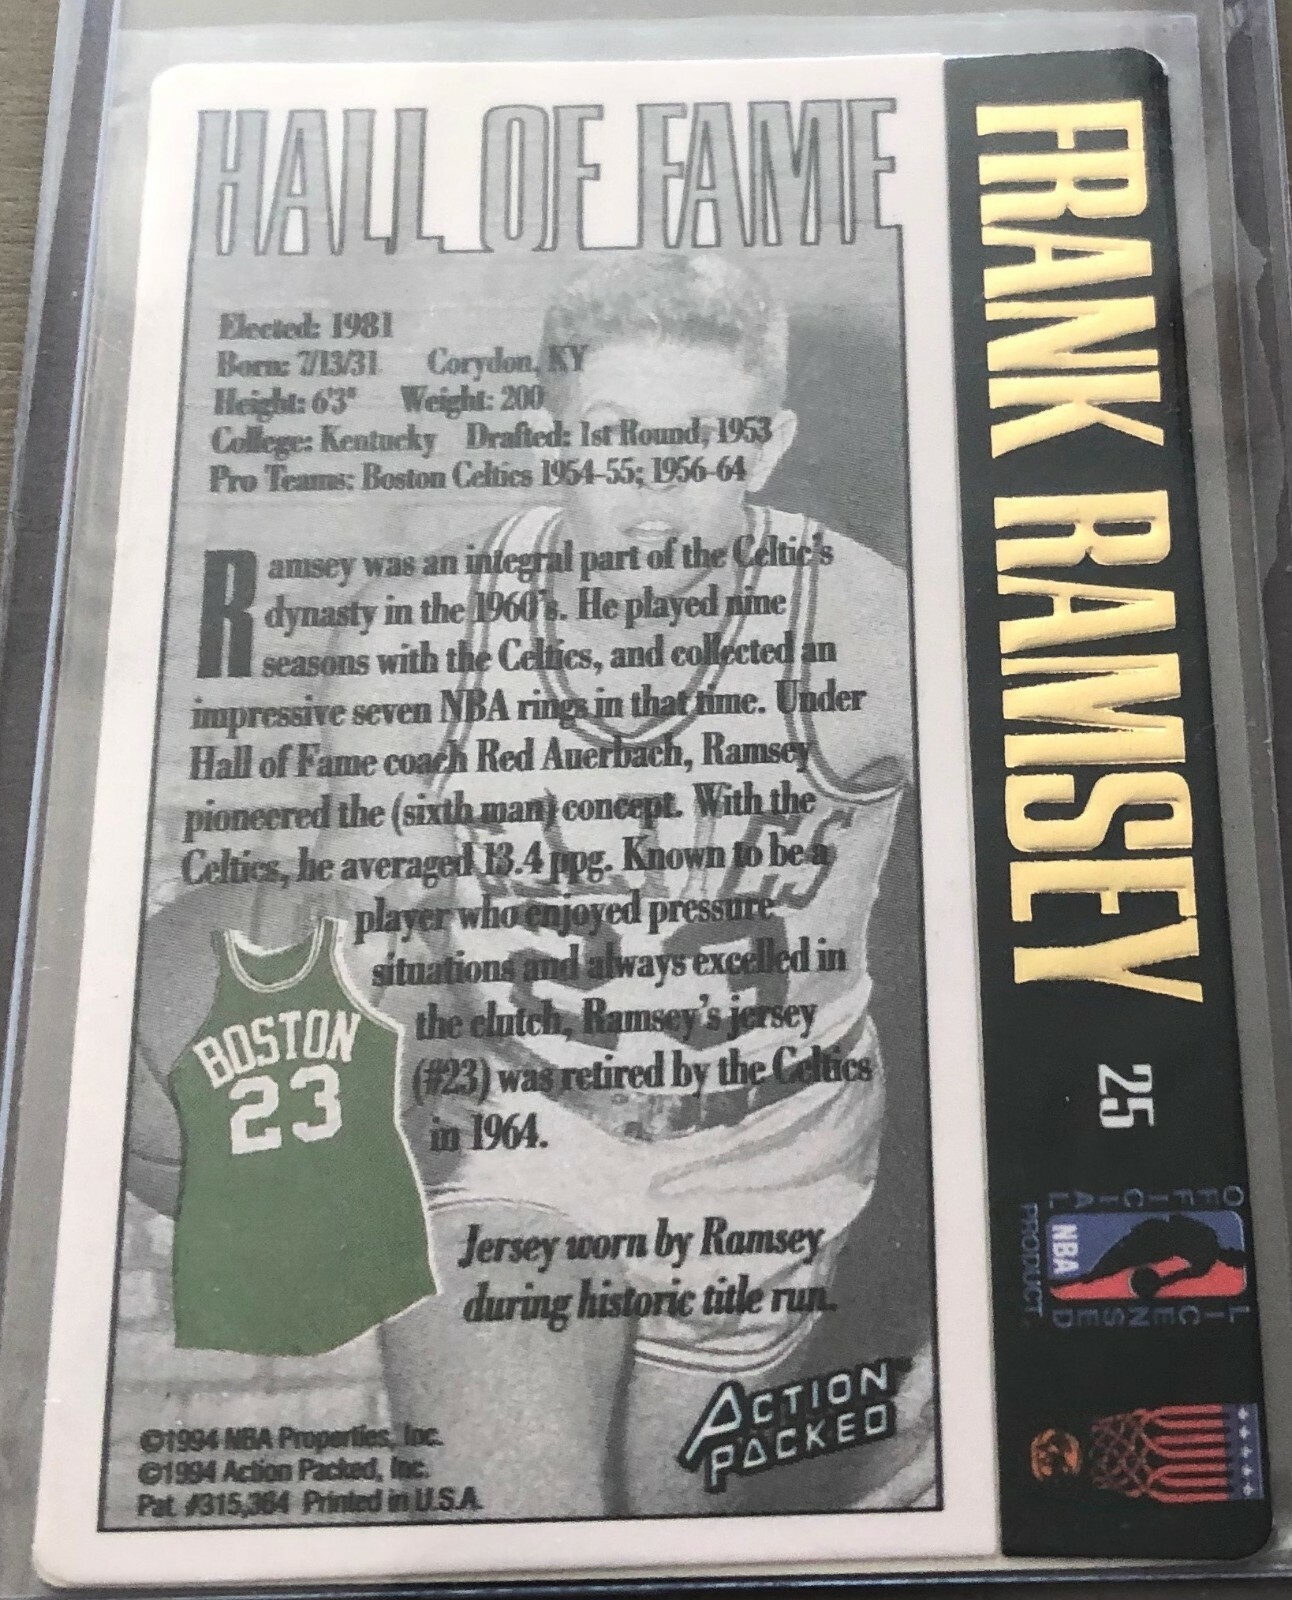 HALL OF FAME
Elected: 1981
Born: 7/13/31 Corydon, KY
Height: 6'3" Weight: 200
College: Kentucky Drafted: 1st Round, 1953
Pro Teams: Boston Celtics 1954-55; 1956-64
Ramsey was an integral part of the Celtic's
dynasty in the 1960's. He played nine
seasons with the Celtics, and collected an
impressive seven NBA rings in that time. Under
Hall of Fame coach Red Auerbach, Ramsey
pioneered the (sixth man) concept. With the
Celtics, he averaged 13.4 ppg. Known to be a
player who enjoyed pressure
situations and always excelled in
the clutch, Ramsey's jersey
(#23) was retired by the Celtics
in 1964.
BOSTON
23
Jersey worn by Ramsey
during historic title run.
ACTION
PACKED
©1994 NBA Properties, Inc.
©1994 Action Packed, Inc.
Pat. #315,364 Printed in U.S.A.
FRANK RAMSEY 25
OFFICIAL
LICENSED
NBA
PRODUCT